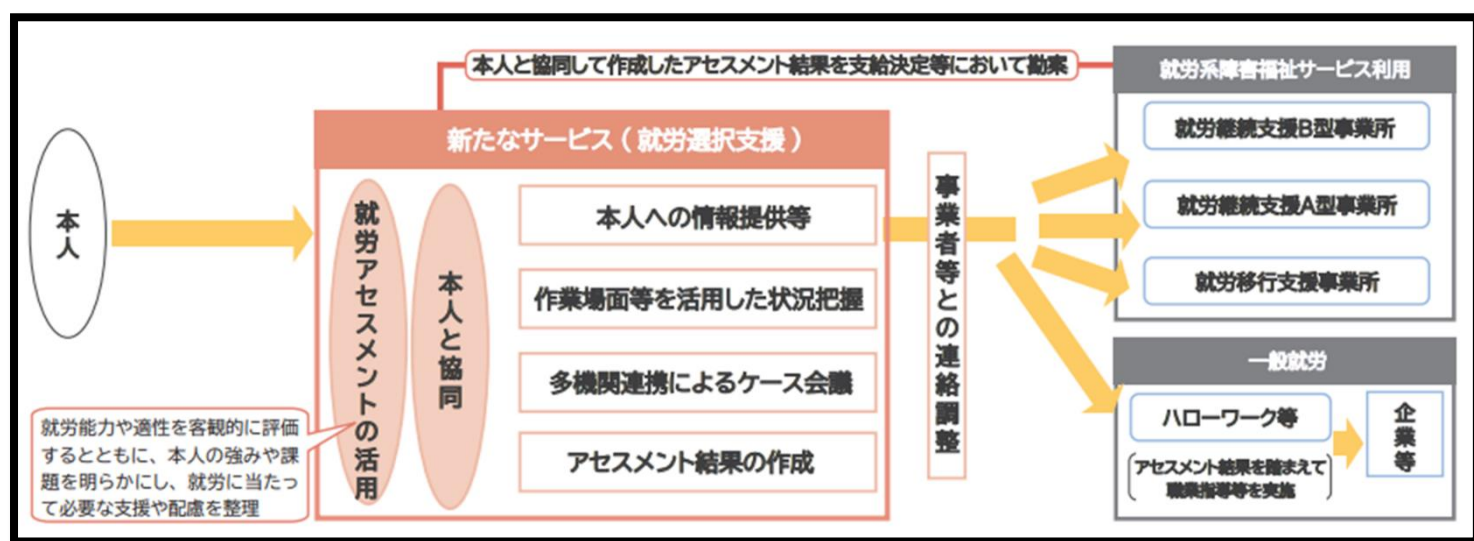 本人と協同して作成したアセスメント結果を支給決定等において勘案
本人
新たなサービス(就労選択支援)
就労アセスメントの活用
本人と協同
本人への情報提供等
作業場面等を活用した状況把握
多機関連携によるケース会議
アセスメント結果の作成
就労能力や適性を客観的に評価
するとともに、本人の強みや課
題を明らかにし、就労に当たっ
て必要な支援や配慮を整理
事業者等との連絡調整
就労系障害福祉サービス利用
就労継続支援B型事業所
就労継続支援A型事業所
就労移行支援事業所
一般就労
ハローワーク等
アセスメント結果を踏まえて
職業指導等を実施
企業等